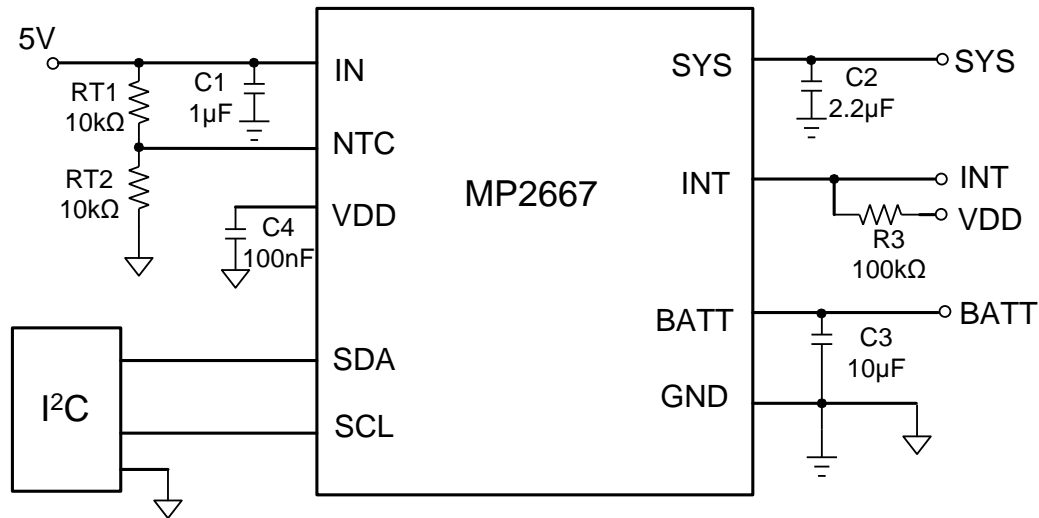 5V
RT1
10kΩ
RT2
10kΩ
C1
1µF
C4
100nF
IN
NTC
VDD
SDA
SCL
I²C
MP2667
SYS
INT
BATT
GND
C2
2.2µF
R3
100kΩ
C3
10µF
SYS
INT
VDD
BATT